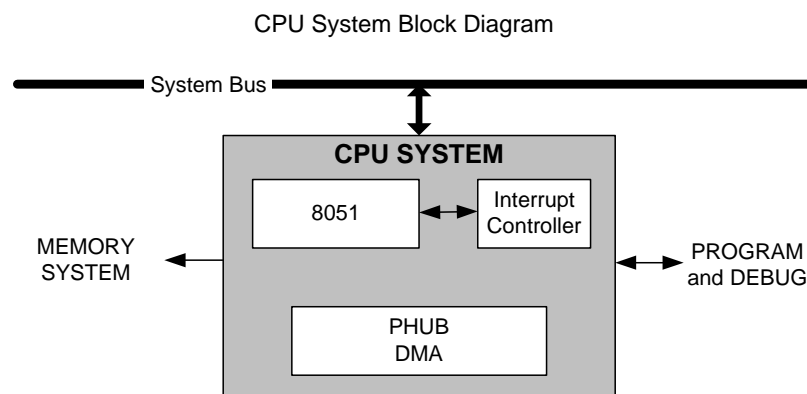 CPU System Block Diagram
System Bus
CPU SYSTEM
8051
Interrupt
Controller
MEMORY
SYSTEM
PROGRAM
and DEBUG
PHUB
DMA